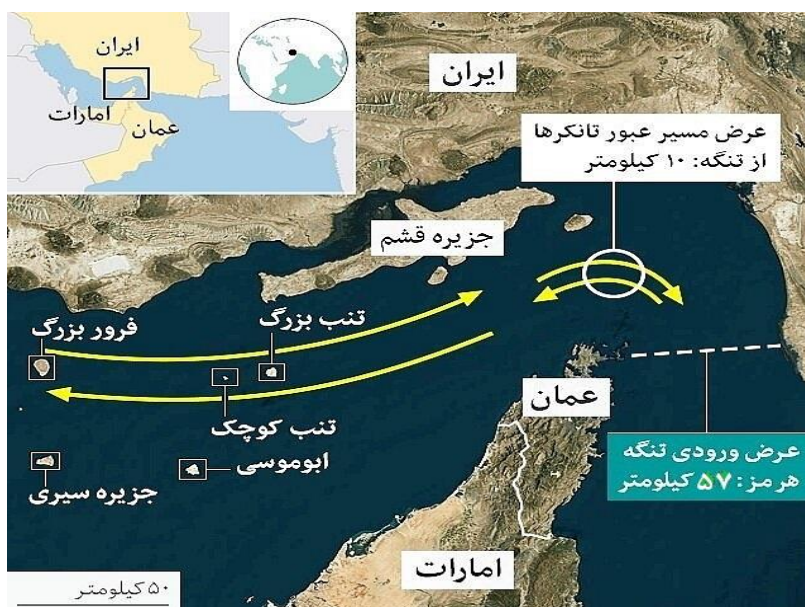 ایران
امارات
عمان
ایران
عرض مسیر عبور تانکرها
از تنگه: ۱۰ کیلومتر
جزیره قشم
فرور بزرگ
تنب بزرگ
تنب کوچک
ابوموسی
جزیره سیری
عمان
عرض ورودی تنگه
هرمز: ۵۷ کیلومتر
امارات
۵۰ کیلومتر